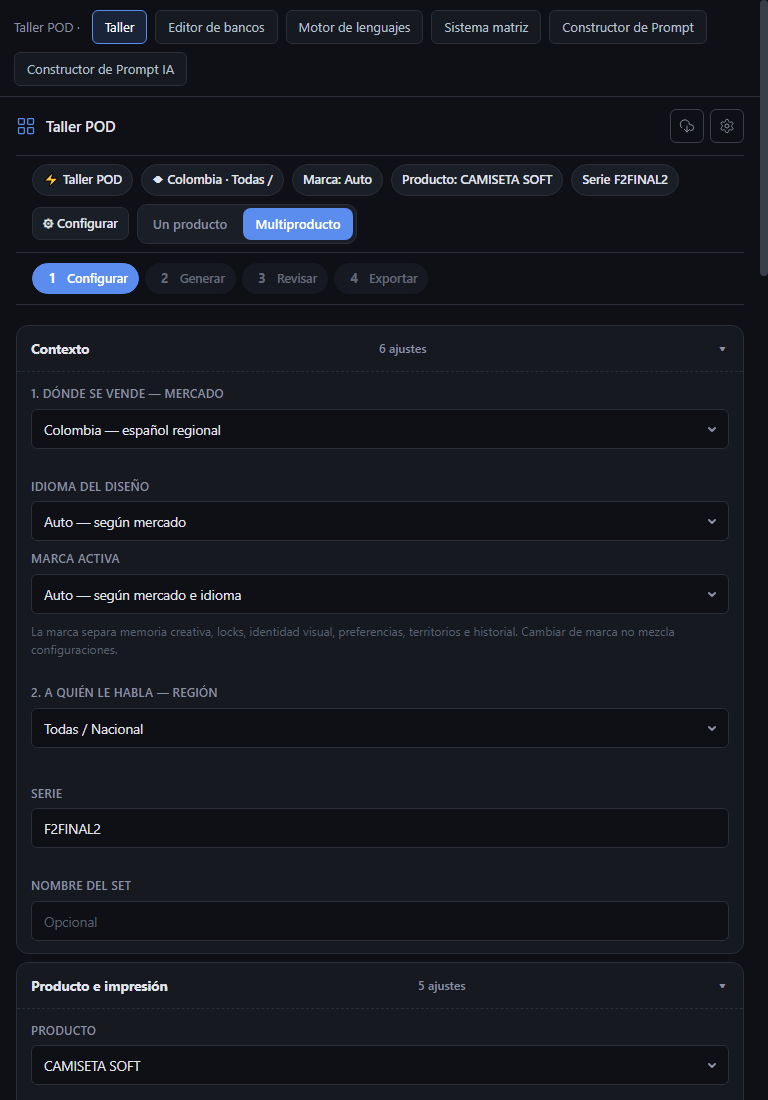 Taller POD · Taller Editor de bancos Motor de lenguajes Sistema matriz Constructor de Prompt
Constructor de Prompt IA
Taller POD
⚡ Taller POD Colombia · Todas / Marca: Auto Producto: CAMISETA SOFT Serie F2FINAL2
⚙ Configurar Un producto Multiproducto
1 Configurar 2 Generar 3 Revisar 4 Exportar
Contexto 6 ajustes
1. DÓNDE SE VENDE — MERCADO
Colombia — español regional
IDIOMA DEL DISEÑO
Auto — según mercado
MARCA ACTIVA
Auto — según mercado e idioma
La marca separa memoria creativa, locks, identidad visual, preferencias, territorios e historial. Cambiar de marca no mezcla
configuraciones.
2. A QUIÉN LE HABLA — REGIÓN
Todas / Nacional
SERIE
F2FINAL2
NOMBRE DEL SET
Opcional
Producto e impresión 5 ajustes
PRODUCTO
CAMISETA SOFT